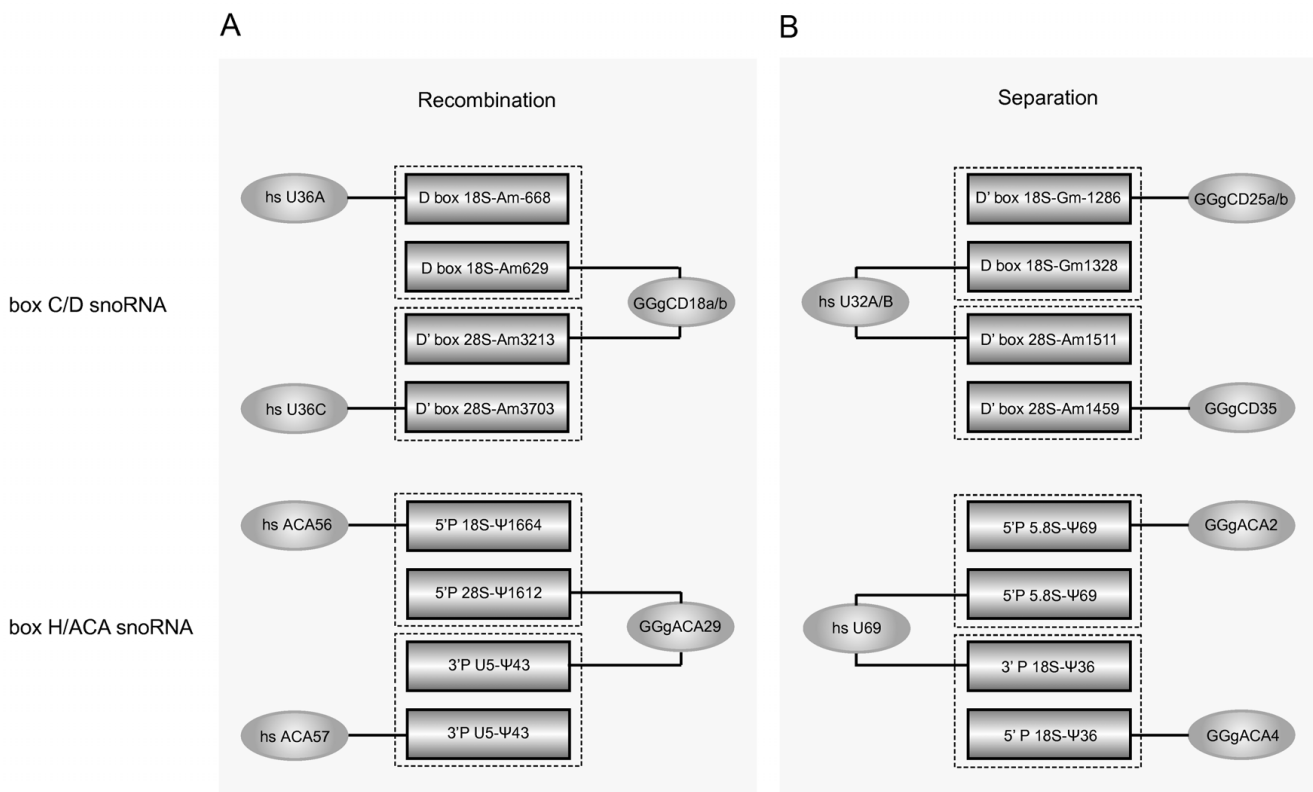 A
B
Recombination
Separation
box C/D snoRNA
hs U36A
D box 18S-Am-668
D box 18S-Am629
GGgCD18a/b
D' box 28S-Am3213
hs U36C
D' box 28S-Am3703
D' box 18S-Gm-1286
GGgCD25a/b
D box 18S-Gm1328
hs U32A/B
D' box 28S-Am1511
D' box 28S-Am1459
GGgCD35
box H/ACA snoRNA
hs ACA56
5'P 18S-Ψ1664
5'P 28S-Ψ1612
GGgACA29
3'P U5-Ψ43
hs ACA57
3'P U5-Ψ43
5'P 5.8S-Ψ69
GGgACA2
5'P 5.8S-Ψ69
hs U69
3' P 18S-Ψ36
5' P 18S-Ψ36
GGgACA4